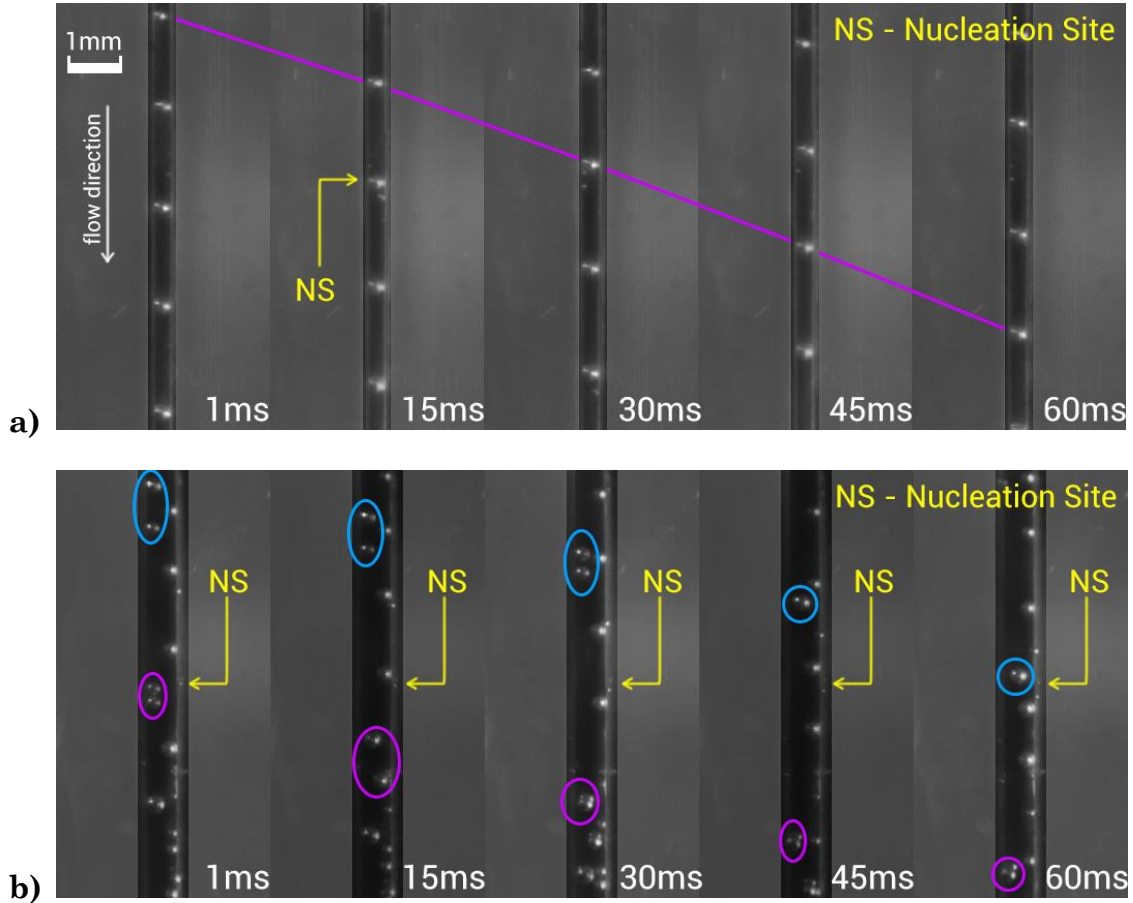 NS - Nucleation Site
1mm
flow direction
NS
1ms
15ms
30ms
45ms
60ms
a)
NS - Nucleation Site
NS
NS
NS
NS
NS
1ms
15ms
30ms
45ms
60ms
b)